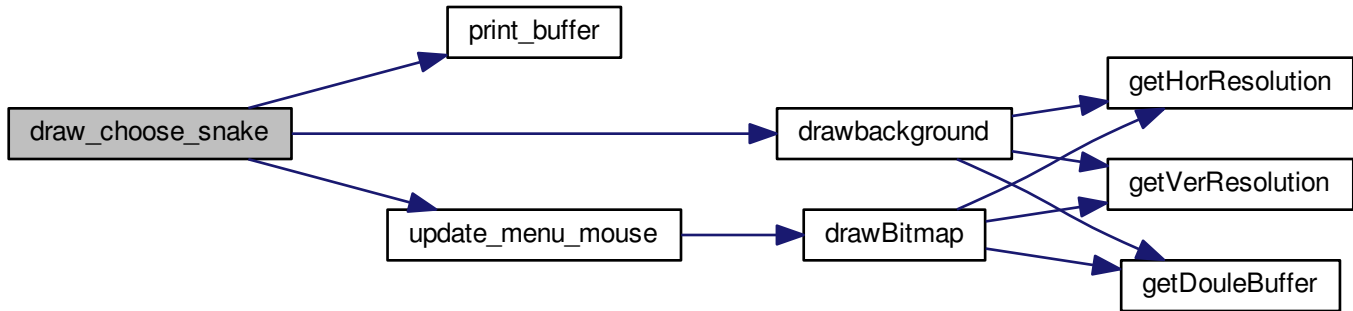 print_buffer
getHorResolution
draw_choose_snake
drawbackground
getVerResolution
update_menu_mouse
drawBitmap
getDouleBuffer